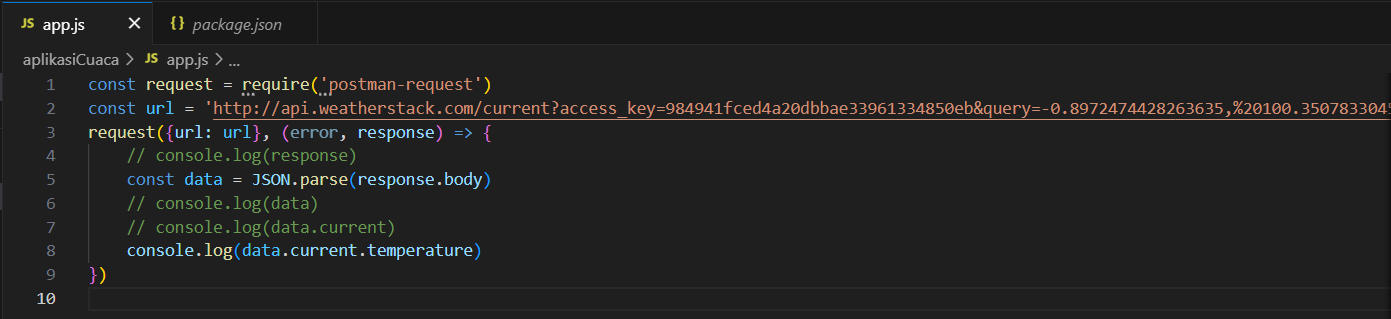 JS app.js × {} package.json
aplikasiCuaca > JS app.js > ...
1 const request = require('postman-request')
2 const url = 'http://api.weatherstack.com/current?access_key=984941fced4a20dbbae33961334850eb&query=-0.8972474428263635,%20100.350783304
3 request({url: url}, (error, response) => {
4 // console.log(response)
5 const data = JSON.parse(response.body)
6 // console.log(data)
7 // console.log(data.current)
8 console.log(data.current.temperature)
9 })
10